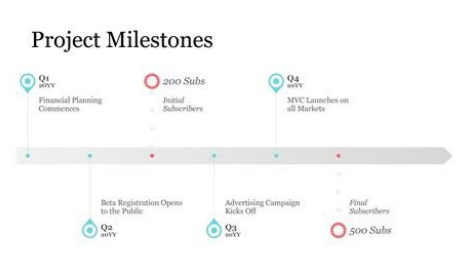 Project Milestones
Q1
20YY
Financial Planning
Commences
200 Subs
Initial
Subscribers
Q4
20YY
MVC Launches on
all Markets
Beta Registration Opens
to the Public
Q2
20YY
Advertising Campaign
Kicks Off
Q3
20YY
Final
Subscribers
500 Subs